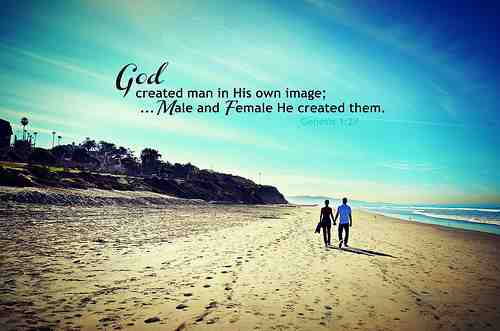 God
created man in His own image;
...Male and Female He created them.
Genesis 1:27